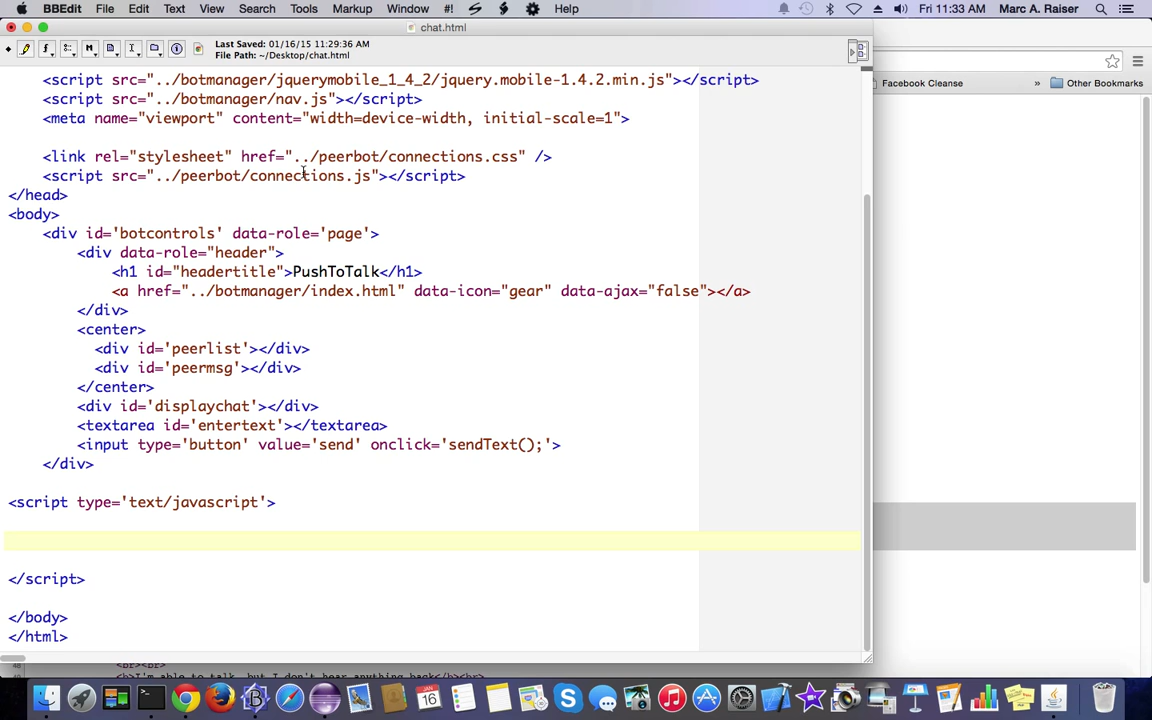 BBEdit File Edit Text View Search Tools Markup Window #! Help Fri 11:33 AM Marc A. Raiser
chat.html
Last Saved: 01/16/15 11:29:36 AM
File Path: ~/Desktop/chat.html
Facebook Cleanse » Other Bookmarks
<script src="../botmanager/jquerymobile_1_4_2/jquery.mobile-1.4.2.min.js"></script>
<script src="../botmanager/nav.js"></script>
<meta name="viewport" content="width=device-width, initial-scale=1">
<link rel="stylesheet" href="../peerbot/connections.css" />
<script src="../peerbot/connections.js"></script>
</head>
<body>
<div id='botcontrols' data-role='page'>
<div data-role="header">
<h1 id="headertitle">PushToTalk</h1>
<a href="../botmanager/index.html" data-icon="gear" data-ajax="false"></a>
</div>
<center>
<div id='peerlist'></div>
<div id='peermsg'></div>
</center>
<div id='displaychat'></div>
<textarea id='entertext'></textarea>
<input type='button' value='send' onclick='sendText();'>
</div>
<script type='text/javascript'>
</script>
</body>
</html>